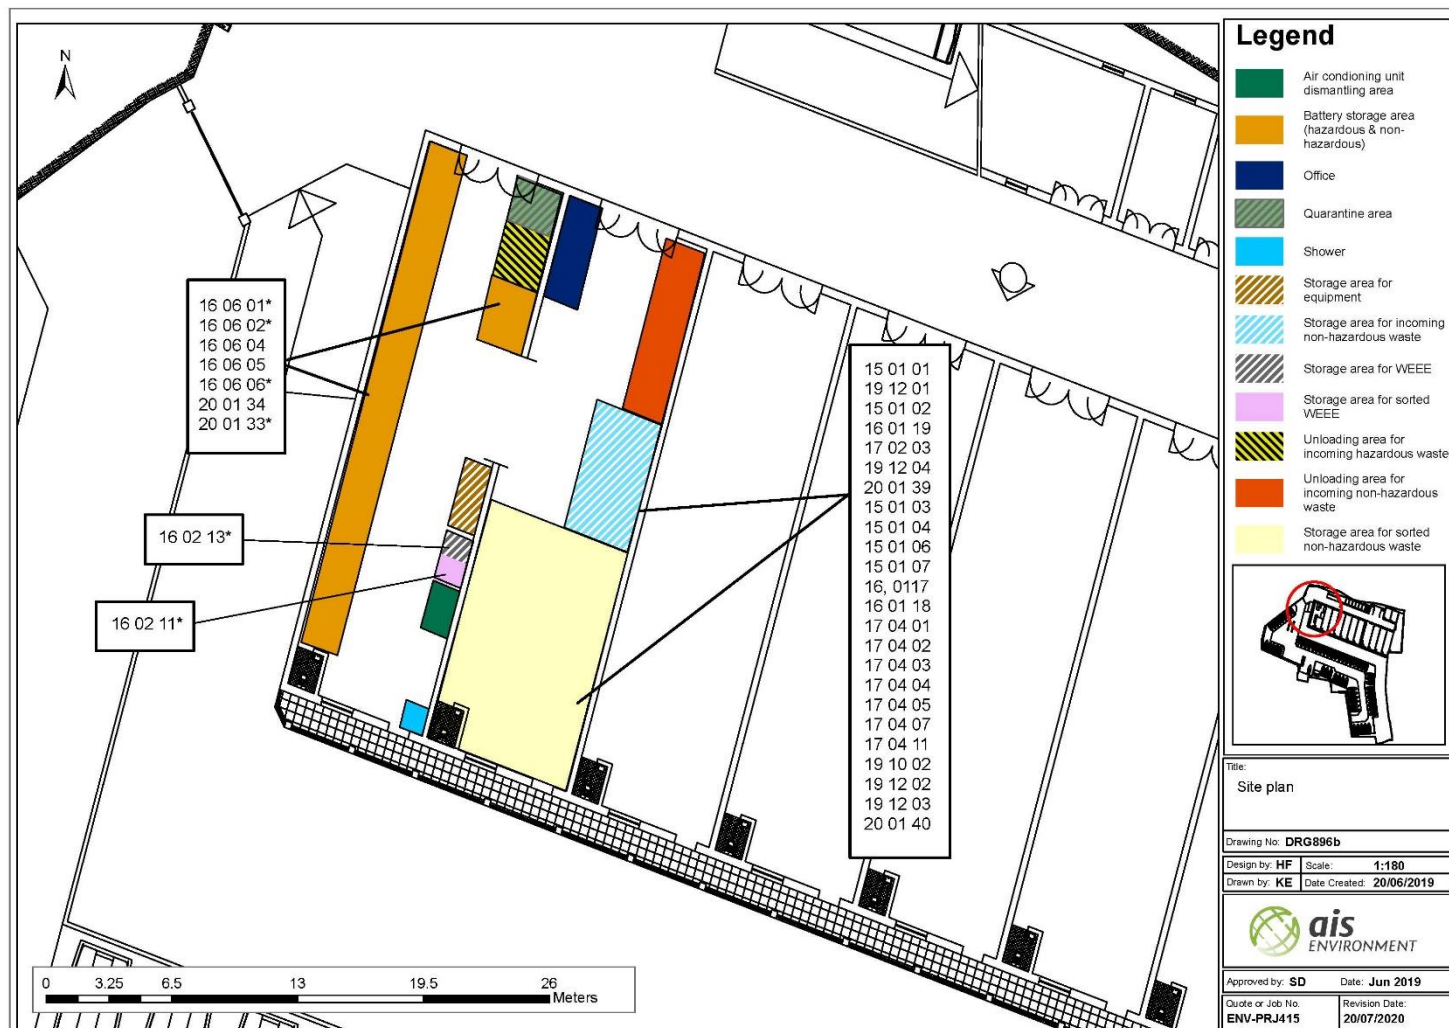 N
16 06 01*
16 06 02*
16 06 04
16 06 05
16 06 06*
20 01 34
20 01 33*
16 02 13*
16 02 11*
15 01 01
19 12 01
15 01 02
16 01 19
17 02 03
19 12 04
20 01 39
15 01 03
15 01 04
15 01 06
15 01 07
16, 0117
16 01 18
17 04 01
17 04 02
17 04 03
17 04 04
17 04 05
17 04 07
17 04 11
19 10 02
19 12 02
19 12 03
20 01 40
0 3.25 6.5 13 19.5 26
Meters
Legend
Air condioning unit
dismantling area
Battery storage area
(hazardous & non-
hazardous)
Office
Quarantine area
Shower
Storage area for
equipment
Storage area for incoming
non-hazardous waste
Storage area for WEEE
Storage area for sorted
WEEE
Unloading area for
incoming hazardous waste
Unloading area for
incoming non-hazardous
waste
Storage area for sorted
non-hazardous waste
Title:
Site plan
Drawing No: DRG896b
Design by: HF Scale: 1:180
Drawn by: KE Date Created: 20/06/2019
ais
ENVIRONMENT
Approved by: SD Date: Jun 2019
Quote or Job No. Revision Date:
ENV-PRJ415 20/07/2020